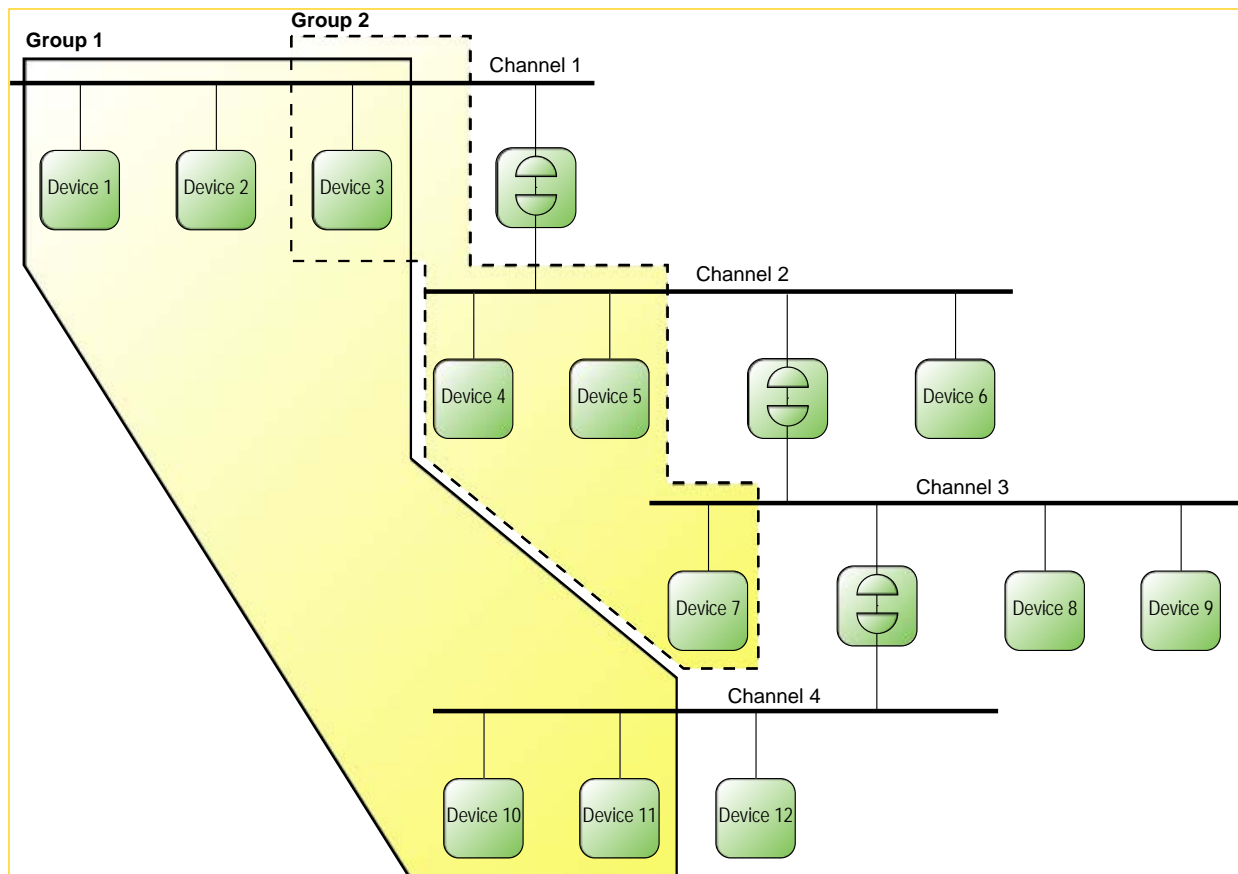 Group 2
Group 1
Channel 1
Device 1
Device 2
Device 3
Channel 2
Device 4
Device 5
Device 6
Channel 3
Device 7
Device 8
Device 9
Channel 4
Device 10
Device 11
Device 12